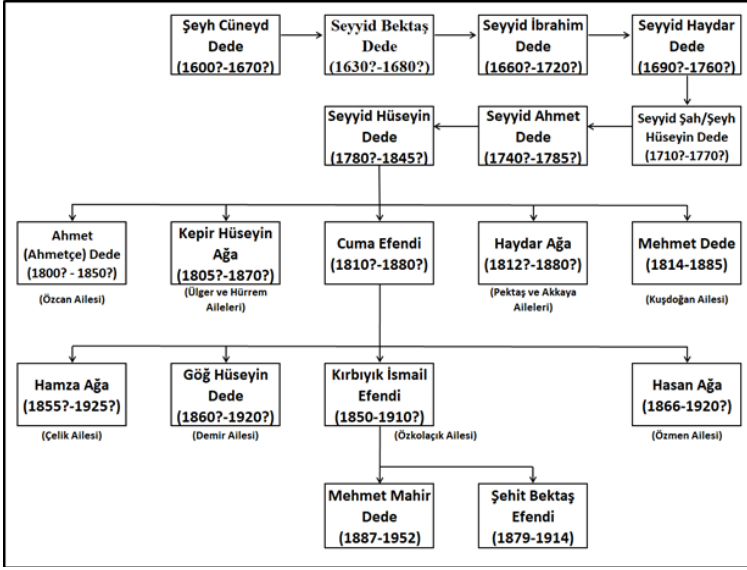 Şeyh Cüneyd
Dede
(1600?-1670?)
Seyyid Bektaş
Dede
(1630?-1680?)
Seyyid İbrahim
Dede
(1660?-1720?)
Seyyid Haydar
Dede
(1690?-1760?)
Seyyid Şah/Şeyh
Hüseyin Dede
(1710?-1770?)
Seyyid Ahmet
Dede
(1740?-1785?)
Seyyid Hüseyin
Dede
(1780?-1845?)
Ahmet
(Ahmetçe) Dede
(1800? - 1850?)
(Özcan Ailesi)
Kepir Hüseyin
Ağa
(1805?-1870?)
(Ülger ve Hürrem
Aileleri)
Cuma Efendi
(1810?-1880?)
Haydar Ağa
(1812?-1880?)
(Pektaş ve Akkaya
Aileleri)
Mehmet Dede
(1814-1885)
(Kuşdoğan Ailesi)
Hamza Ağa
(1855?-1925?)
(Çelik Ailesi)
Göğ Hüseyin
Dede
(1860?-1920?)
(Demir Ailesi)
Kırbıyık İsmail
Efendi
(1850-1910?)
(Özkolaçık Ailesi)
Hasan Ağa
(1866-1920?)
(Özmen Ailesi)
Mehmet Mahir
Dede
(1887-1952)
Şehit Bektaş
Efendi
(1879-1914)